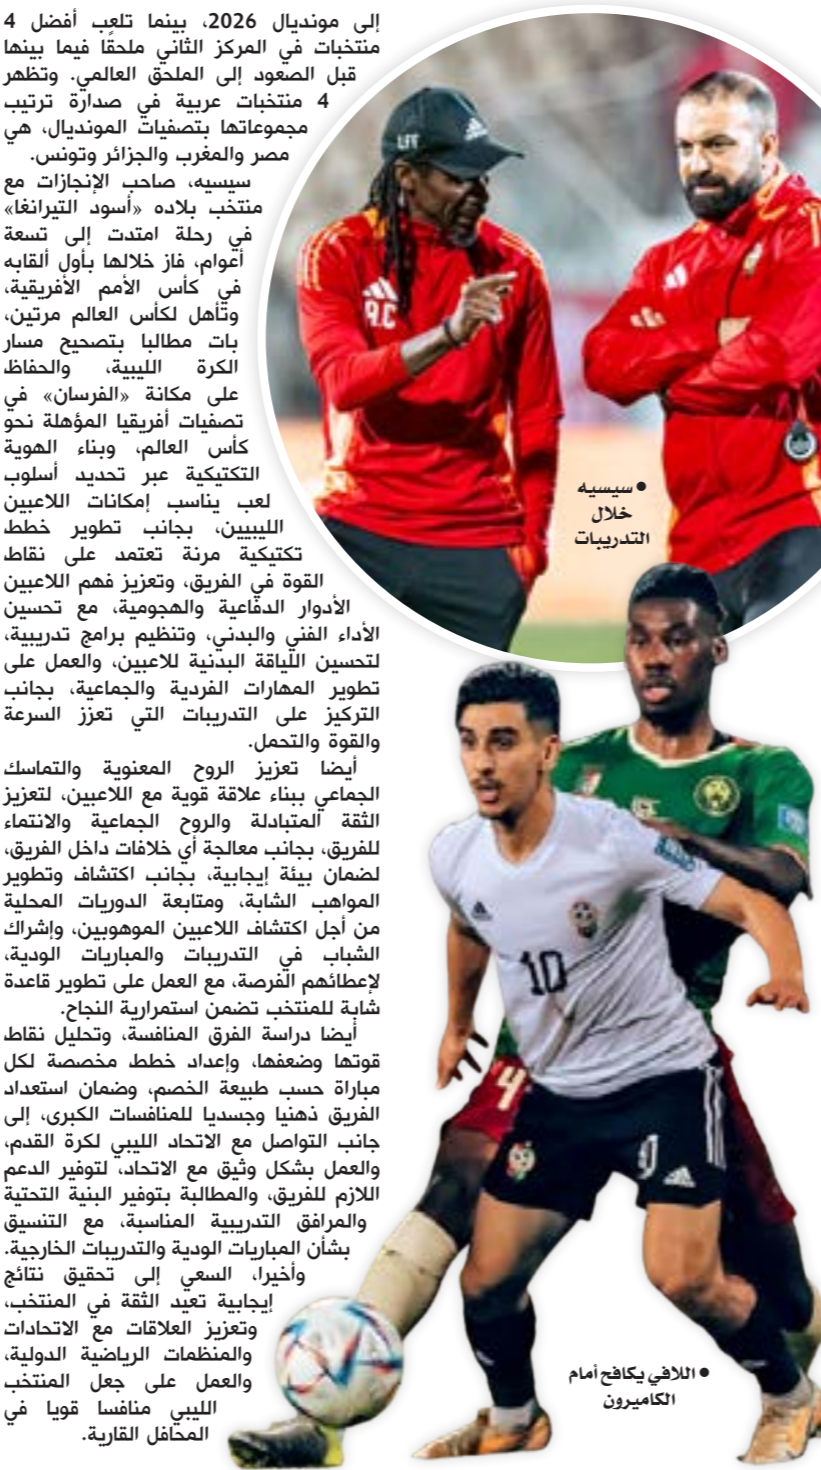 إلى مونديال 2026، بينما تلعب أفضل 4
منتخبات في المركز الثاني ملحقًا فيما بينها
قبل الصعود إلى الملحق العالمي. وتظهر
4 منتخبات عربية في صدارة ترتيب
مجموعاتها بتصفيات المونديال، هي
مصر والمغرب والجزائر وتونس.
سيسيه، صاحب الإنجازات مع
منتخب بلاده «أسود التيرانغا»
في رحلة امتدت إلى تسعة
أعوام، فاز خلالها بأول ألقابه
في كأس الأمم الأفريقية،
وتأهل لكأس العالم مرتين،
بات مطالبا بتصحيح مسار
الكرة الليبية، والحفاظ
على مكانة «الفرسان» في
تصفيات أفريقيا المؤهلة نحو
كأس العالم، وبناء الهوية
التكتيكية عبر تحديد أسلوب
لعب يناسب إمكانات اللاعبين
الليبيين، بجانب تطوير خطط
تكتيكية مرنة تعتمد على نقاط
القوة في الفريق، وتعزيز فهم اللاعبين
الأدوار الدفاعية والهجومية، مع تحسين
الأداء الفني والبدني، وتنظيم برامج تدريبية،
لتحسين اللياقة البدنية للاعبين، والعمل على
تطوير المهارات الفردية والجماعية، بجانب
التركيز على التدريبات التي تعزز السرعة
والقوة والتحمل.
أيضا تعزيز الروح المعنوية والتماسك
الجماعي ببناء علاقة قوية مع اللاعبين، لتعزيز
الثقة المتبادلة والروح الجماعية والانتماء
للفريق، بجانب معالجة أي خلافات داخل الفريق،
لضمان بيئة إيجابية، بجانب اكتشاف وتطوير
المواهب الشابة، ومتابعة الدوريات المحلية
من أجل اكتشاف اللاعبين الموهوبين، وإشراك
الشباب في التدريبات والمباريات الودية،
لإعطائهم الفرصة، مع العمل على تطوير قاعدة
شابة للمنتخب تضمن استمرارية النجاح.
أيضا دراسة الفرق المنافسة، وتحليل نقاط
قوتها وضعفها، وإعداد خطط مخصصة لكل
مباراة حسب طبيعة الخصم، وضمان استعداد
الفريق ذهنيا وجسديا للمنافسات الكبرى، إلى
جانب التواصل مع الاتحاد الليبي لكرة القدم،
والعمل بشكل وثيق مع الاتحاد، لتوفير الدعم
اللازم للفريق، والمطالبة بتوفير البنية التحتية
والمرافق التدريبية المناسبة، مع التنسيق
بشأن المباريات الودية والتدريبات الخارجية.
وأخيرا، السعي إلى تحقيق نتائج
إيجابية تعيد الثقة في المنتخب،
وتعزيز العلاقات مع الاتحادات
والمنظمات الرياضية الدولية،
والعمل على جعل المنتخب
الليبي منافسا قويا في
المحافل القارية.
LFF
A.C
● سيسيه
خلال
التدريبات
10
4
● اللافي يكافح أمام
الكاميرون